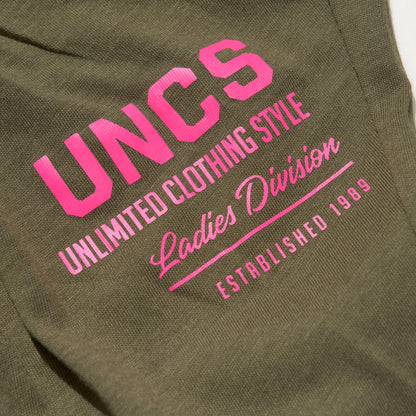 UNCS
UNLIMITED CLOTHING STYLE
Ladies Division
ESTABLISHED 1989